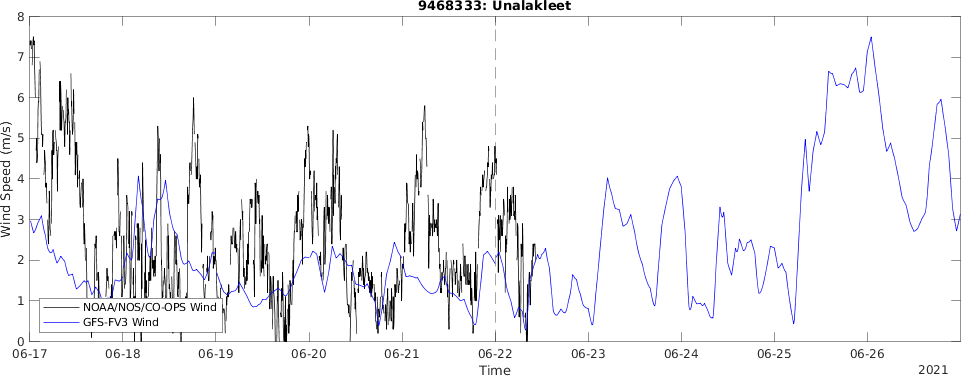 9468333: Unalakleet
8
7
6
5
4
3
2
1
0
Wind Speed (m/s)
NOAA/NOS/CO-OPS Wind
GFS-FV3 Wind
06-17 06-18 06-19 06-20 06-21 06-22 06-23 06-24 06-25 06-26
Time
2021